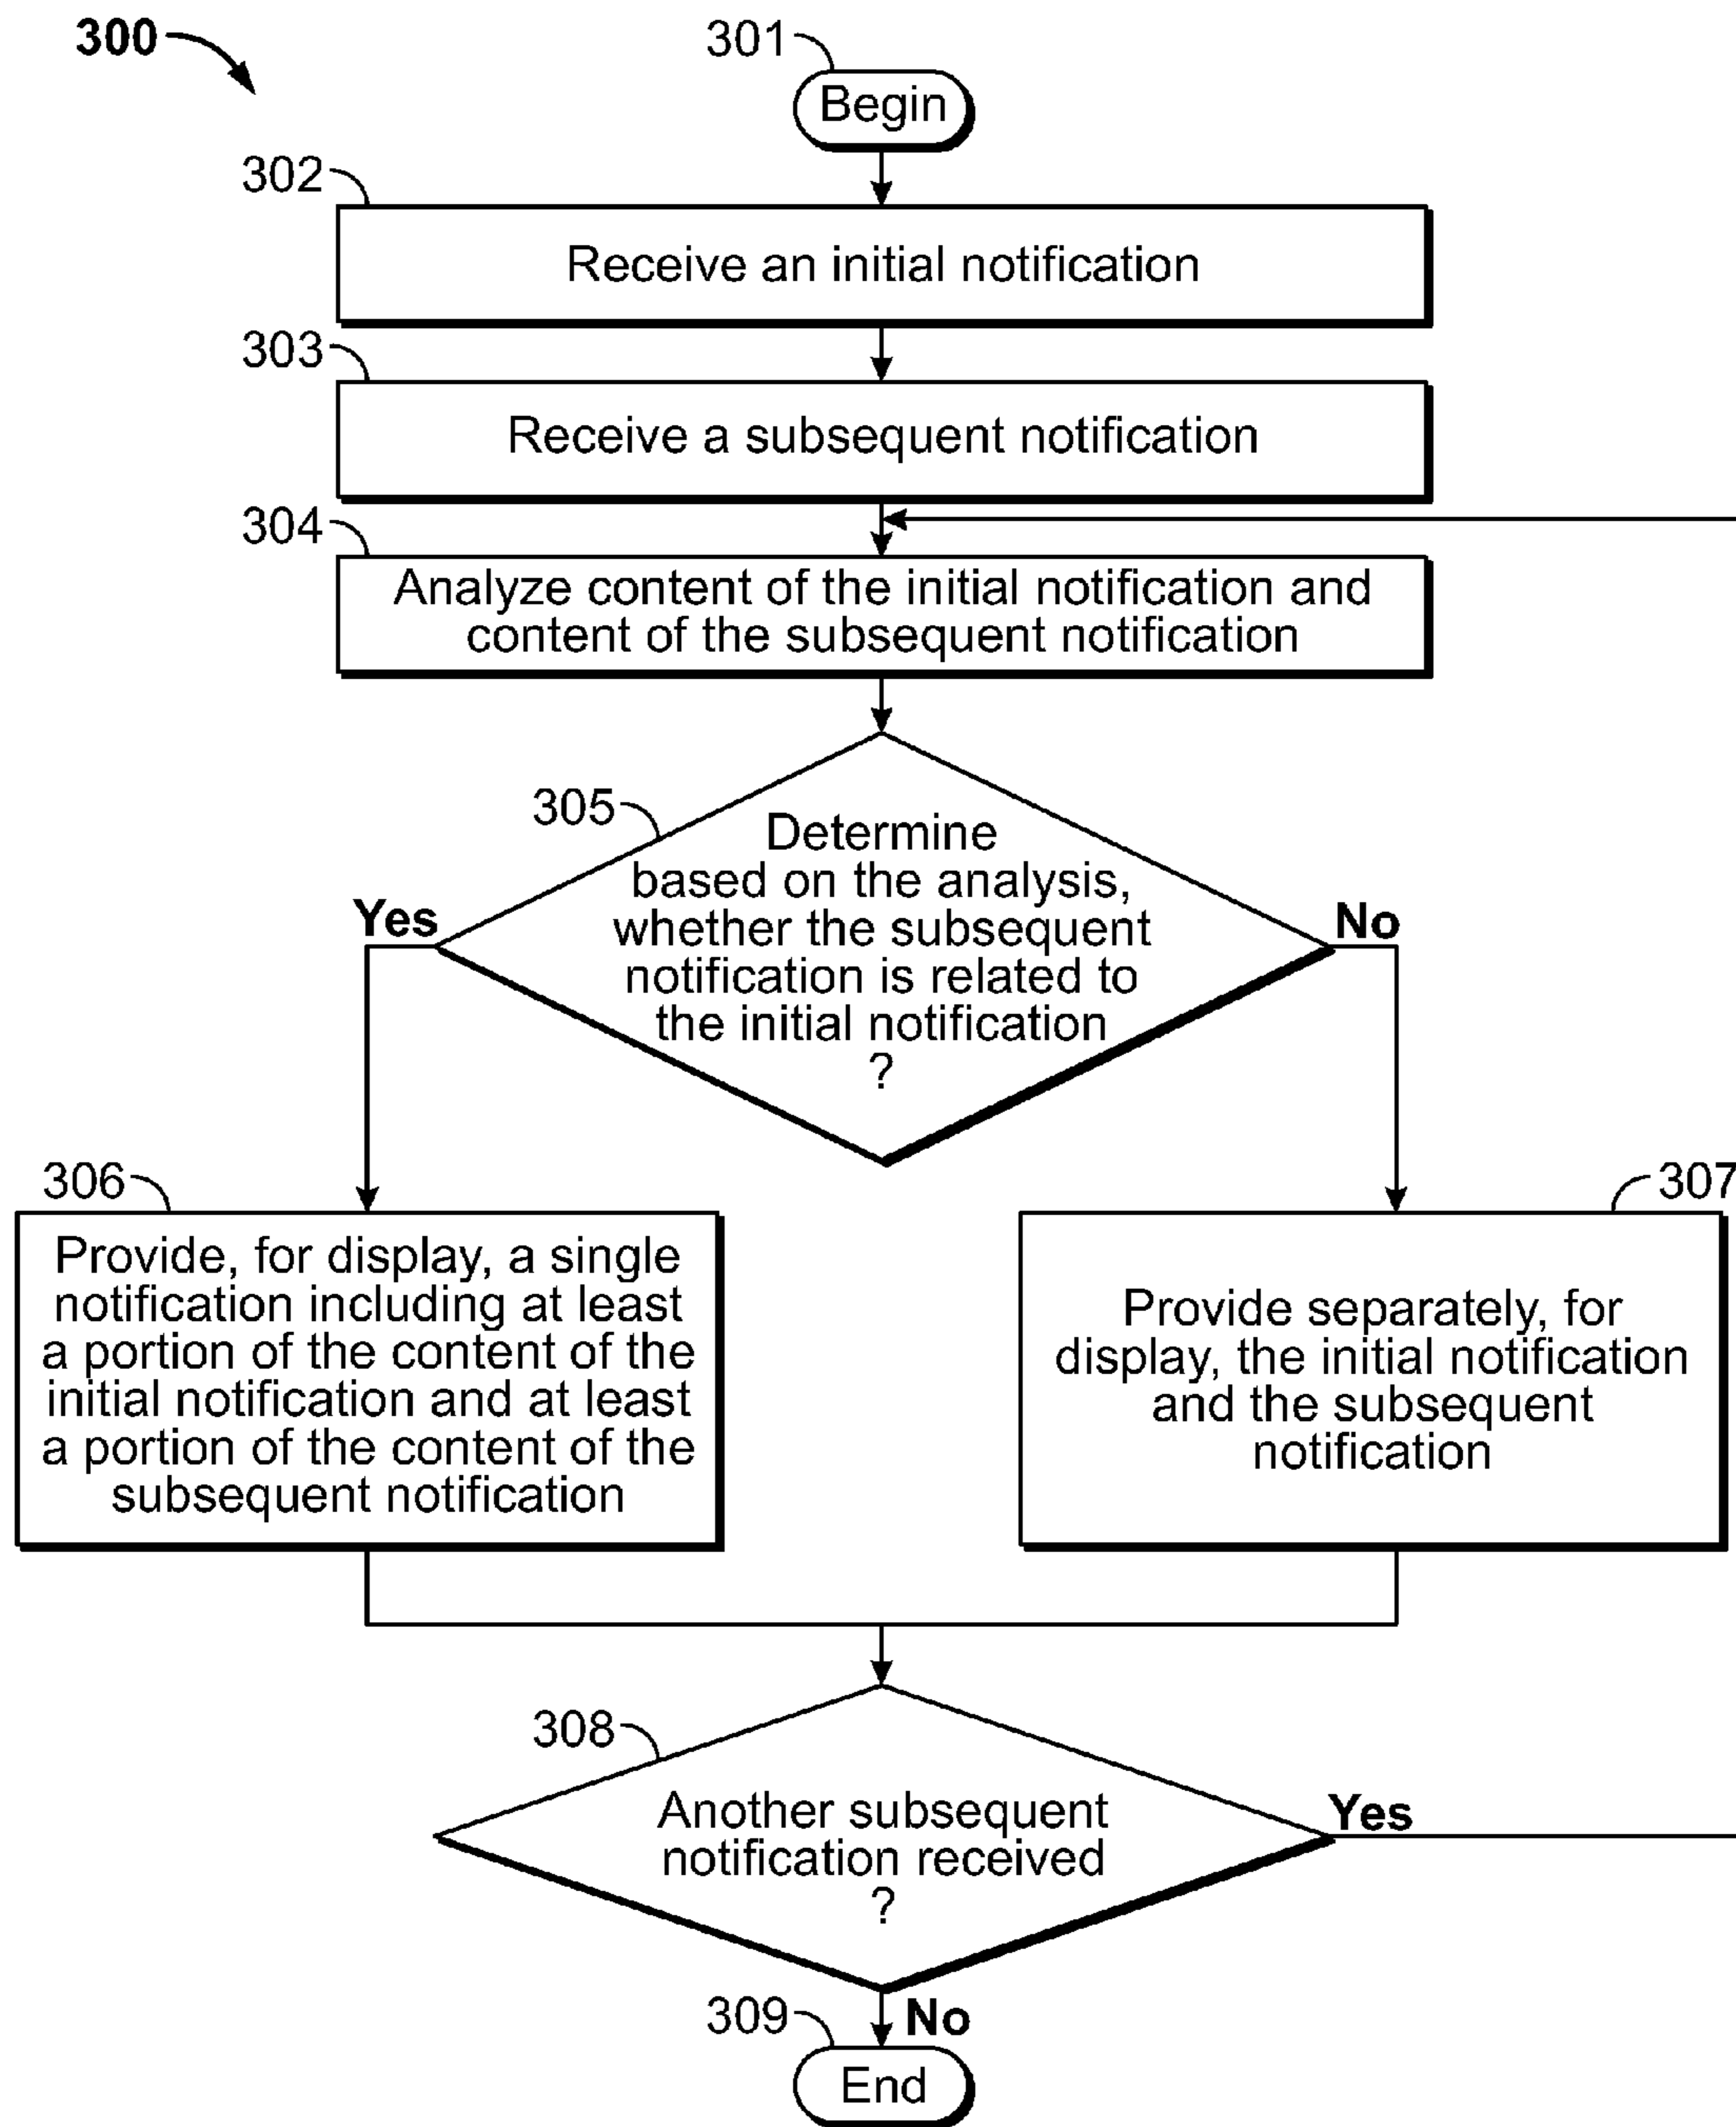 300
301
Begin
302
Receive an initial notification
303
Receive a subsequent notification
304
Analyze content of the initial notification and
content of the subsequent notification
305
Determine
based on the analysis,
whether the subsequent
notification is related to
the initial notification
?
Yes
No
306
Provide, for display, a single
notification including at least
a portion of the content of the
initial notification and at least
a portion of the content of the
subsequent notification
307
Provide separately, for
display, the initial notification
and the subsequent
notification
308
Another subsequent
notification received
?
Yes
No
309
End